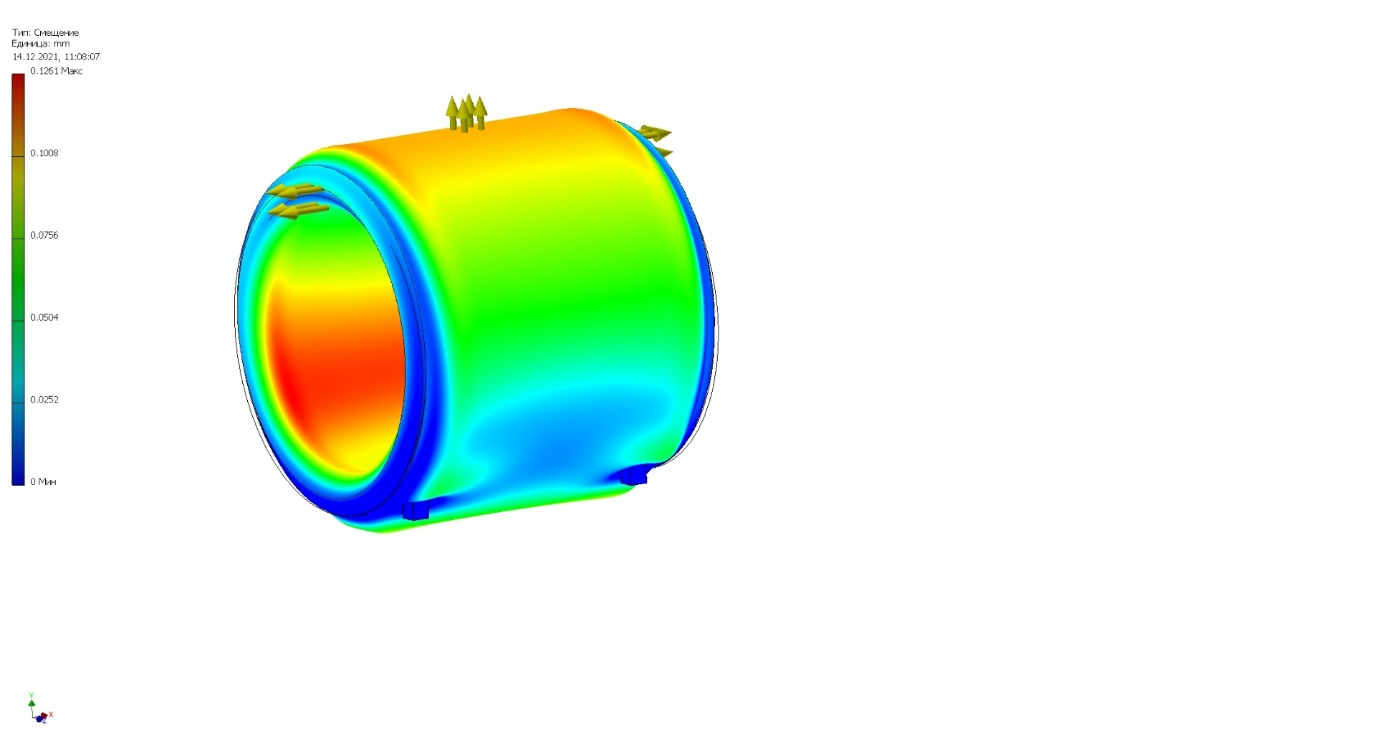 Тип: Смещение
Единица: mm
14.12.2021, 11:08:07
0.1261 Макс
0.1008
0.0756
0.0504
0.0252
0 Мин
Y
X
Z